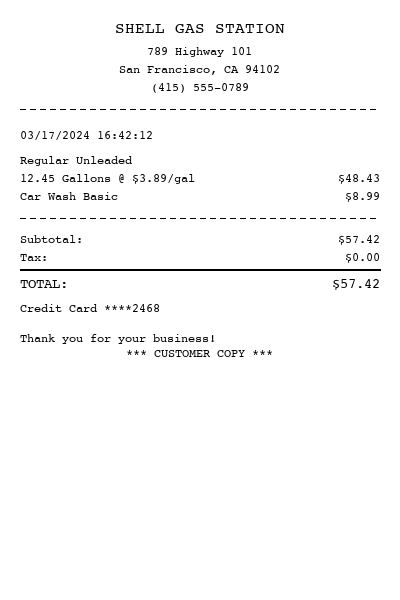 SHELL GAS STATION
789 Highway 101
San Francisco, CA 94102
(415) 555-0789
03/17/2024 16:42:12
Regular Unleaded
12.45 Gallons @ $3.89/gal $48.43
Car Wash Basic $8.99
Subtotal: $57.42
Tax: $0.00
TOTAL: $57.42
Credit Card ****2468
Thank you for your business!
*** CUSTOMER COPY ***